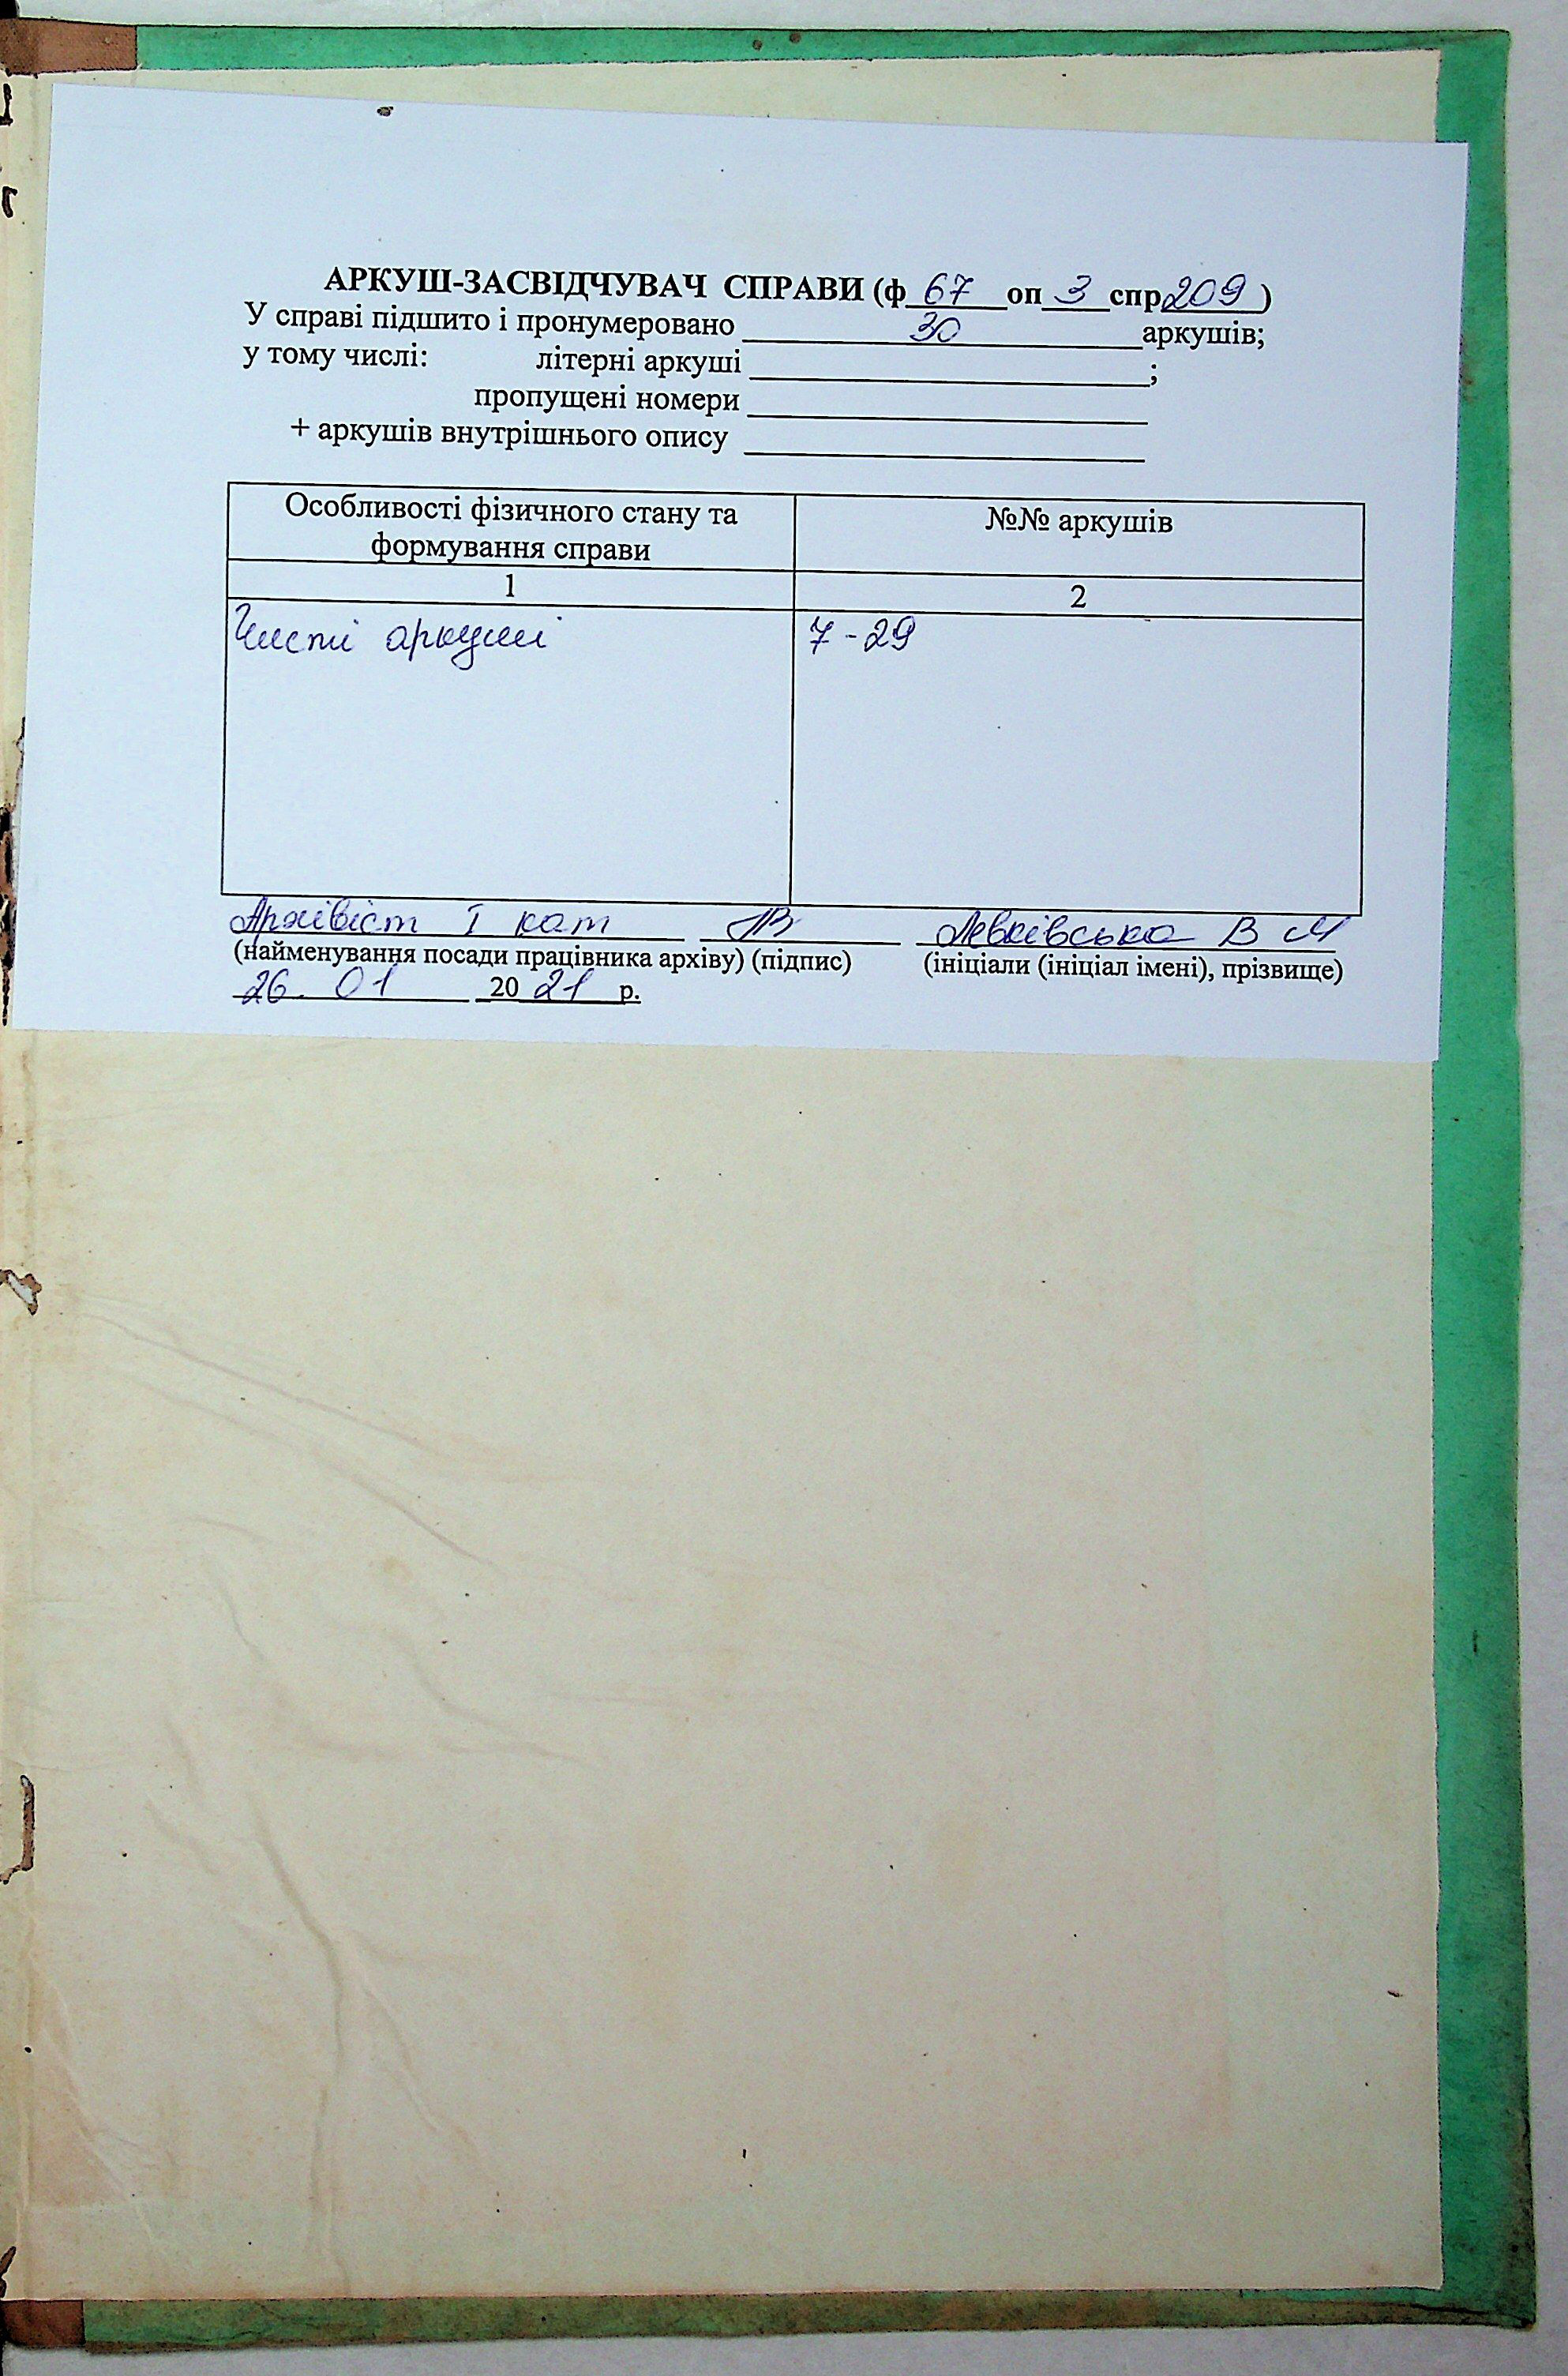 АРКУШ-ЗАСВІДЧУВАЧ СПРАВИ (ф 67 оп 3 спр 209 )
У справі підшито і пронумеровано 30 аркушів;
у тому числі: літерні аркуші ;
пропущені номери
+ аркушів внутрішнього опису
Особливості фізичного стану та формування справи №№ аркушів
1 2
Чисті аркуші 7-29
Архівіст І кат Левківська В М
(найменування посади працівника архіву) (підпис) (ініціали (ініціал імені), прізвище)
26. 01 20 21 р.